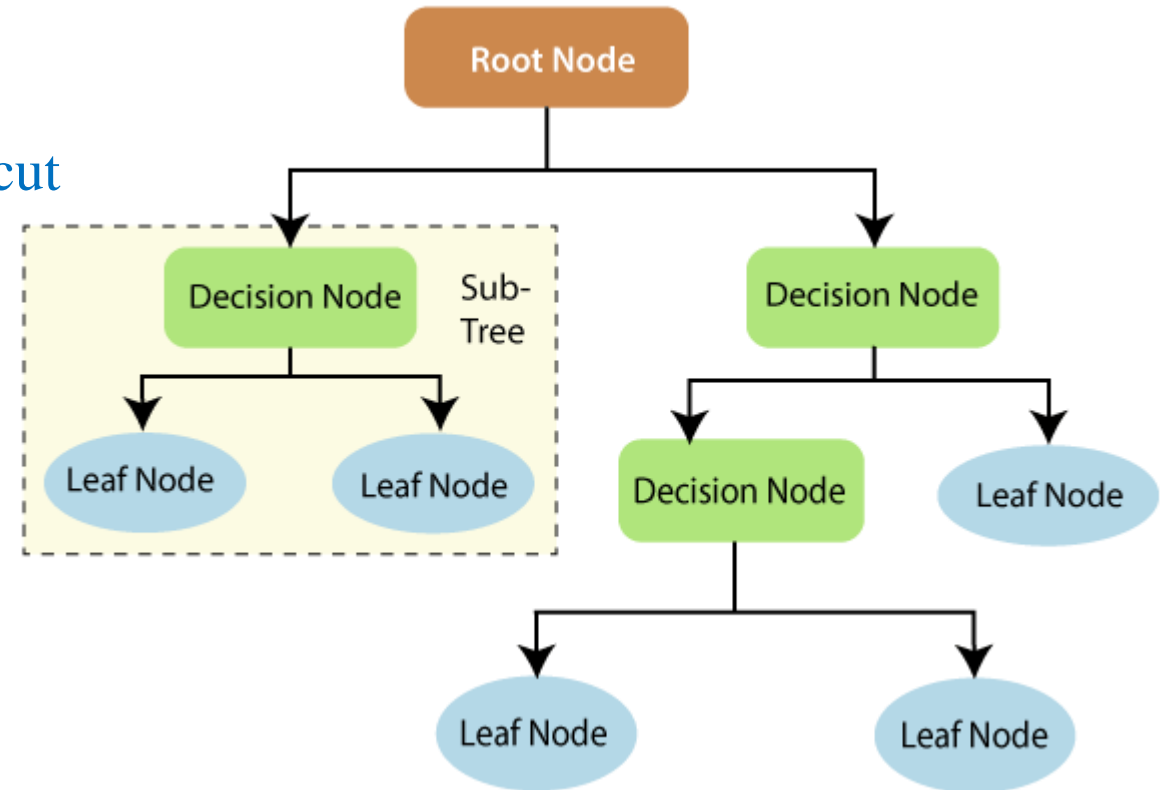 Root Node
cut
Decision Node
Sub-
Tree
Decision Node
Leaf Node
Leaf Node
Decision Node
Leaf Node
Leaf Node
Leaf Node